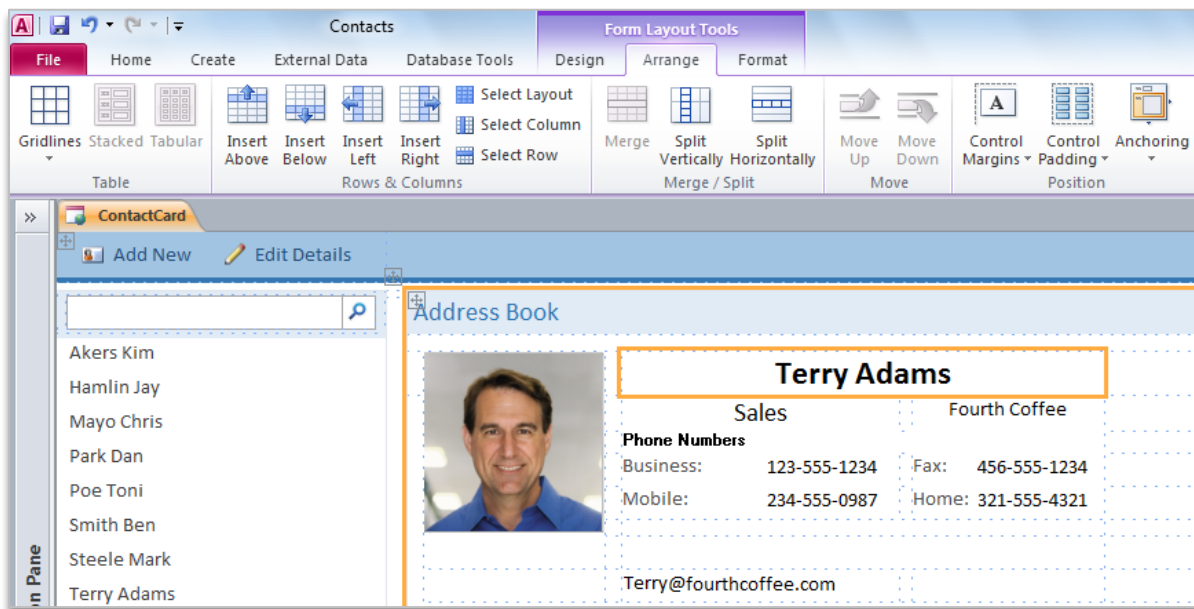 A Contacts Form Layout Tools
File Home Create External Data Database Tools Design Arrange Format
Gridlines Stacked Tabular
Table
Insert Above Insert Below Insert Left Insert Right
Select Layout
Select Column
Select Row
Rows & Columns
Merge Split Vertically Split Horizontally
Merge / Split
Move Up Move Down
Move
A
Control Margins Control Padding Anchoring
Position
» ContactCard
Add New Edit Details
Address Book
Akers Kim
Hamlin Jay
Mayo Chris
Park Dan
Poe Toni
Smith Ben
Steele Mark
Terry Adams
Terry Adams
Sales Fourth Coffee
Phone Numbers
Business: 123-555-1234 Fax: 456-555-1234
Mobile: 234-555-0987 Home: 321-555-4321
Terry@fourthcoffee.com
Pane